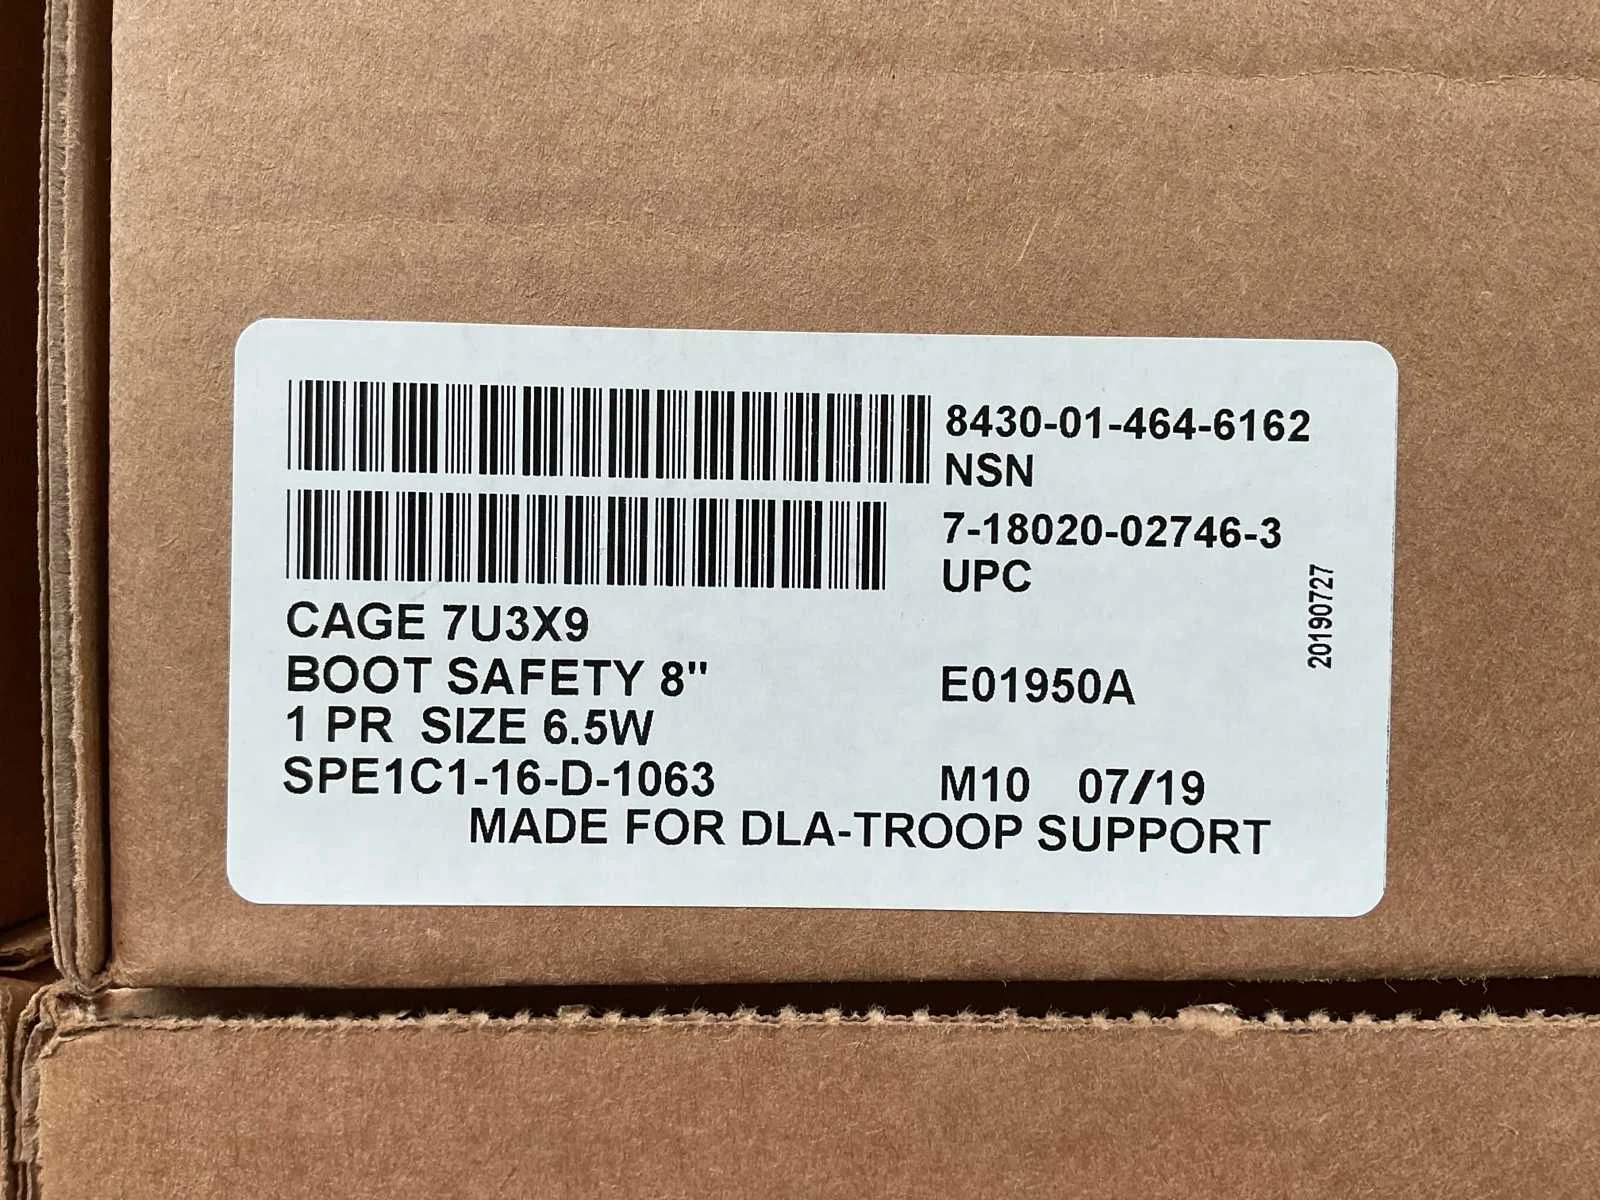 8430-01-464-6162
NSN
7-18020-02746-3
UPC
20190727
CAGE 7U3X9
BOOT SAFETY 8" E01950A
1 PR SIZE 6.5W
SPE1C1-16-D-1063 M10 07/19
MADE FOR DLA-TROOP SUPPORT